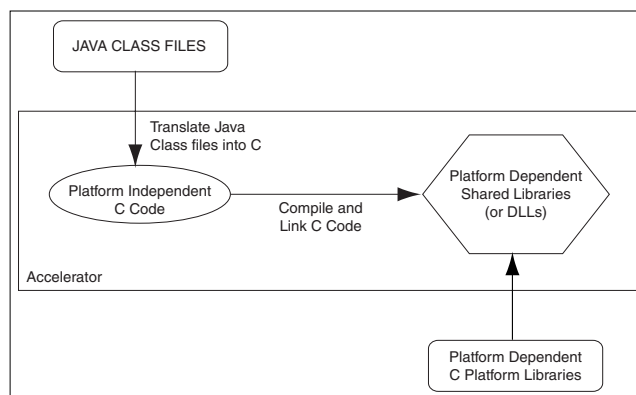 JAVA CLASS FILES
Translate Java
Class files into C
Platform Independent
C Code
Compile and
Link C Code
Platform Dependent
Shared Libraries
(or DLLs)
Accelerator
Platform Dependent
C Platform Libraries